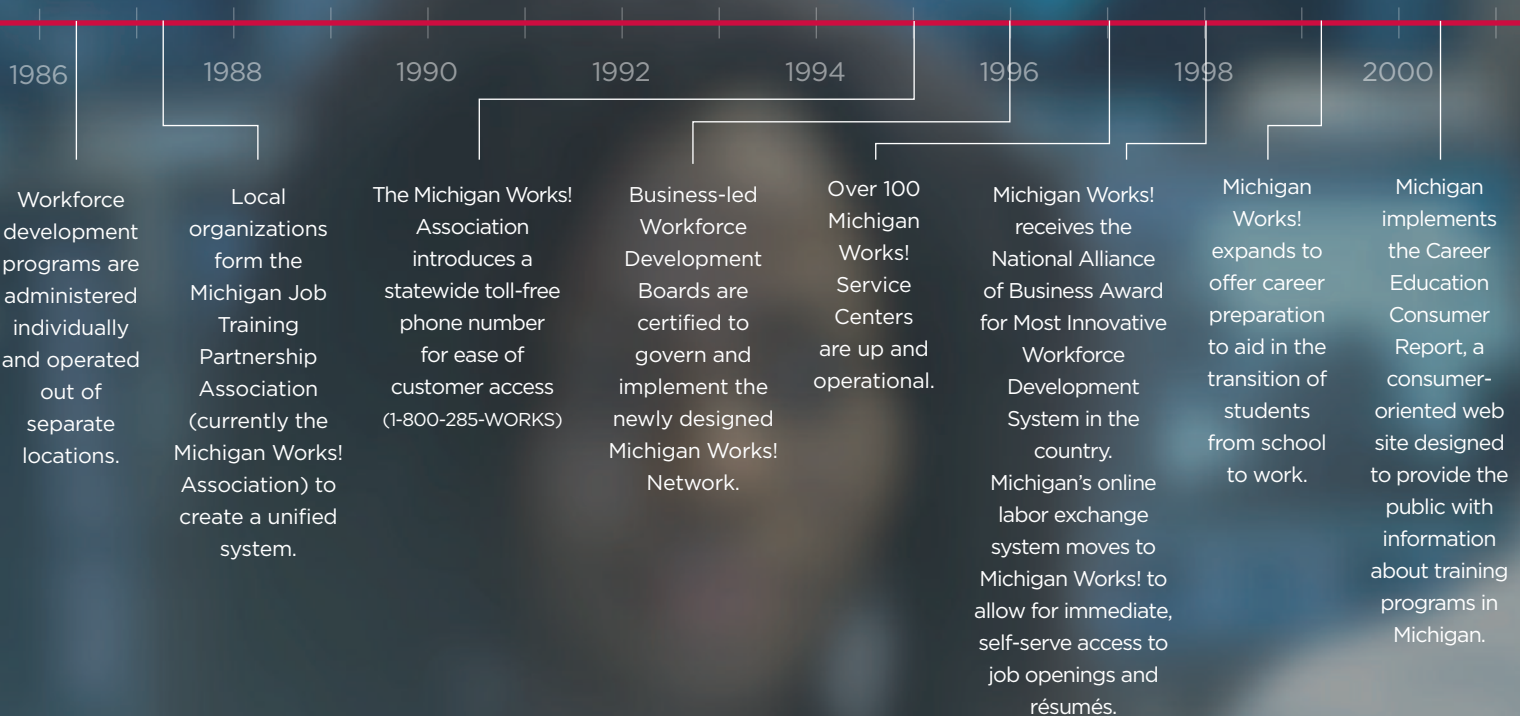 1986
1988
1990
1992
1994
1996
1998
2000
Workforce
development
programs are
administered
individually
and operated
out of
separate
locations.
Local
organizations
form the
Michigan Job
Training
Partnership
Association
(currently the
Michigan Works!
Association) to
create a unified
system.
The Michigan Works!
Association
introduces a
statewide toll-free
phone number
for ease of
customer access
(1-800-285-WORKS)
Business-led
Workforce
Development
Boards are
certified to
govern and
implement the
newly designed
Michigan Works!
Network.
Over 100
Michigan
Works!
Service
Centers
are up and
operational.
Michigan Works!
receives the
National Alliance
of Business Award
for Most Innovative
Workforce
Development
System in the
country.
Michigan’s online
labor exchange
system moves to
Michigan Works! to
allow for immediate,
self-serve access to
job openings and
résumés.
Michigan
Works!
expands to
offer career
preparation
to aid in the
transition of
students
from school
to work.
Michigan
implements
the Career
Education
Consumer
Report, a
consumer-
oriented web
site designed
to provide the
public with
information
about training
programs in
Michigan.